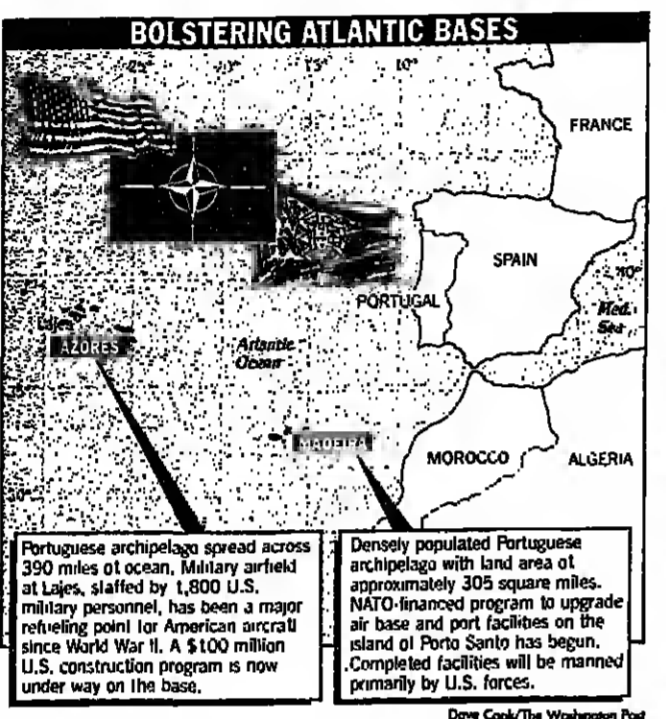 BOLSTERING ATLANTIC BASES
15° 10°
FRANCE
SPAIN
PORTUGAL
40°
Med.
Sea
Lajes
AZORES
Atlantic
Ocean
MADEIRA
MOROCCO
ALGERIA
Portuguese archipelago spread across
390 miles of ocean. Military airfield
at Lajes, staffed by 1,800 U.S.
military personnel, has been a major
refueling point for American aircraft
since World War II. A $100 million
U.S. construction program is now
under way on the base.
Densely populated Portuguese
archipelago with land area of
approximately 305 square miles.
NATO-financed program to upgrade
air base and port facilities on the
island of Porto Santo has begun.
Completed facilities will be manned
primarily by U.S. forces.
Dave Cook/The Washington Post